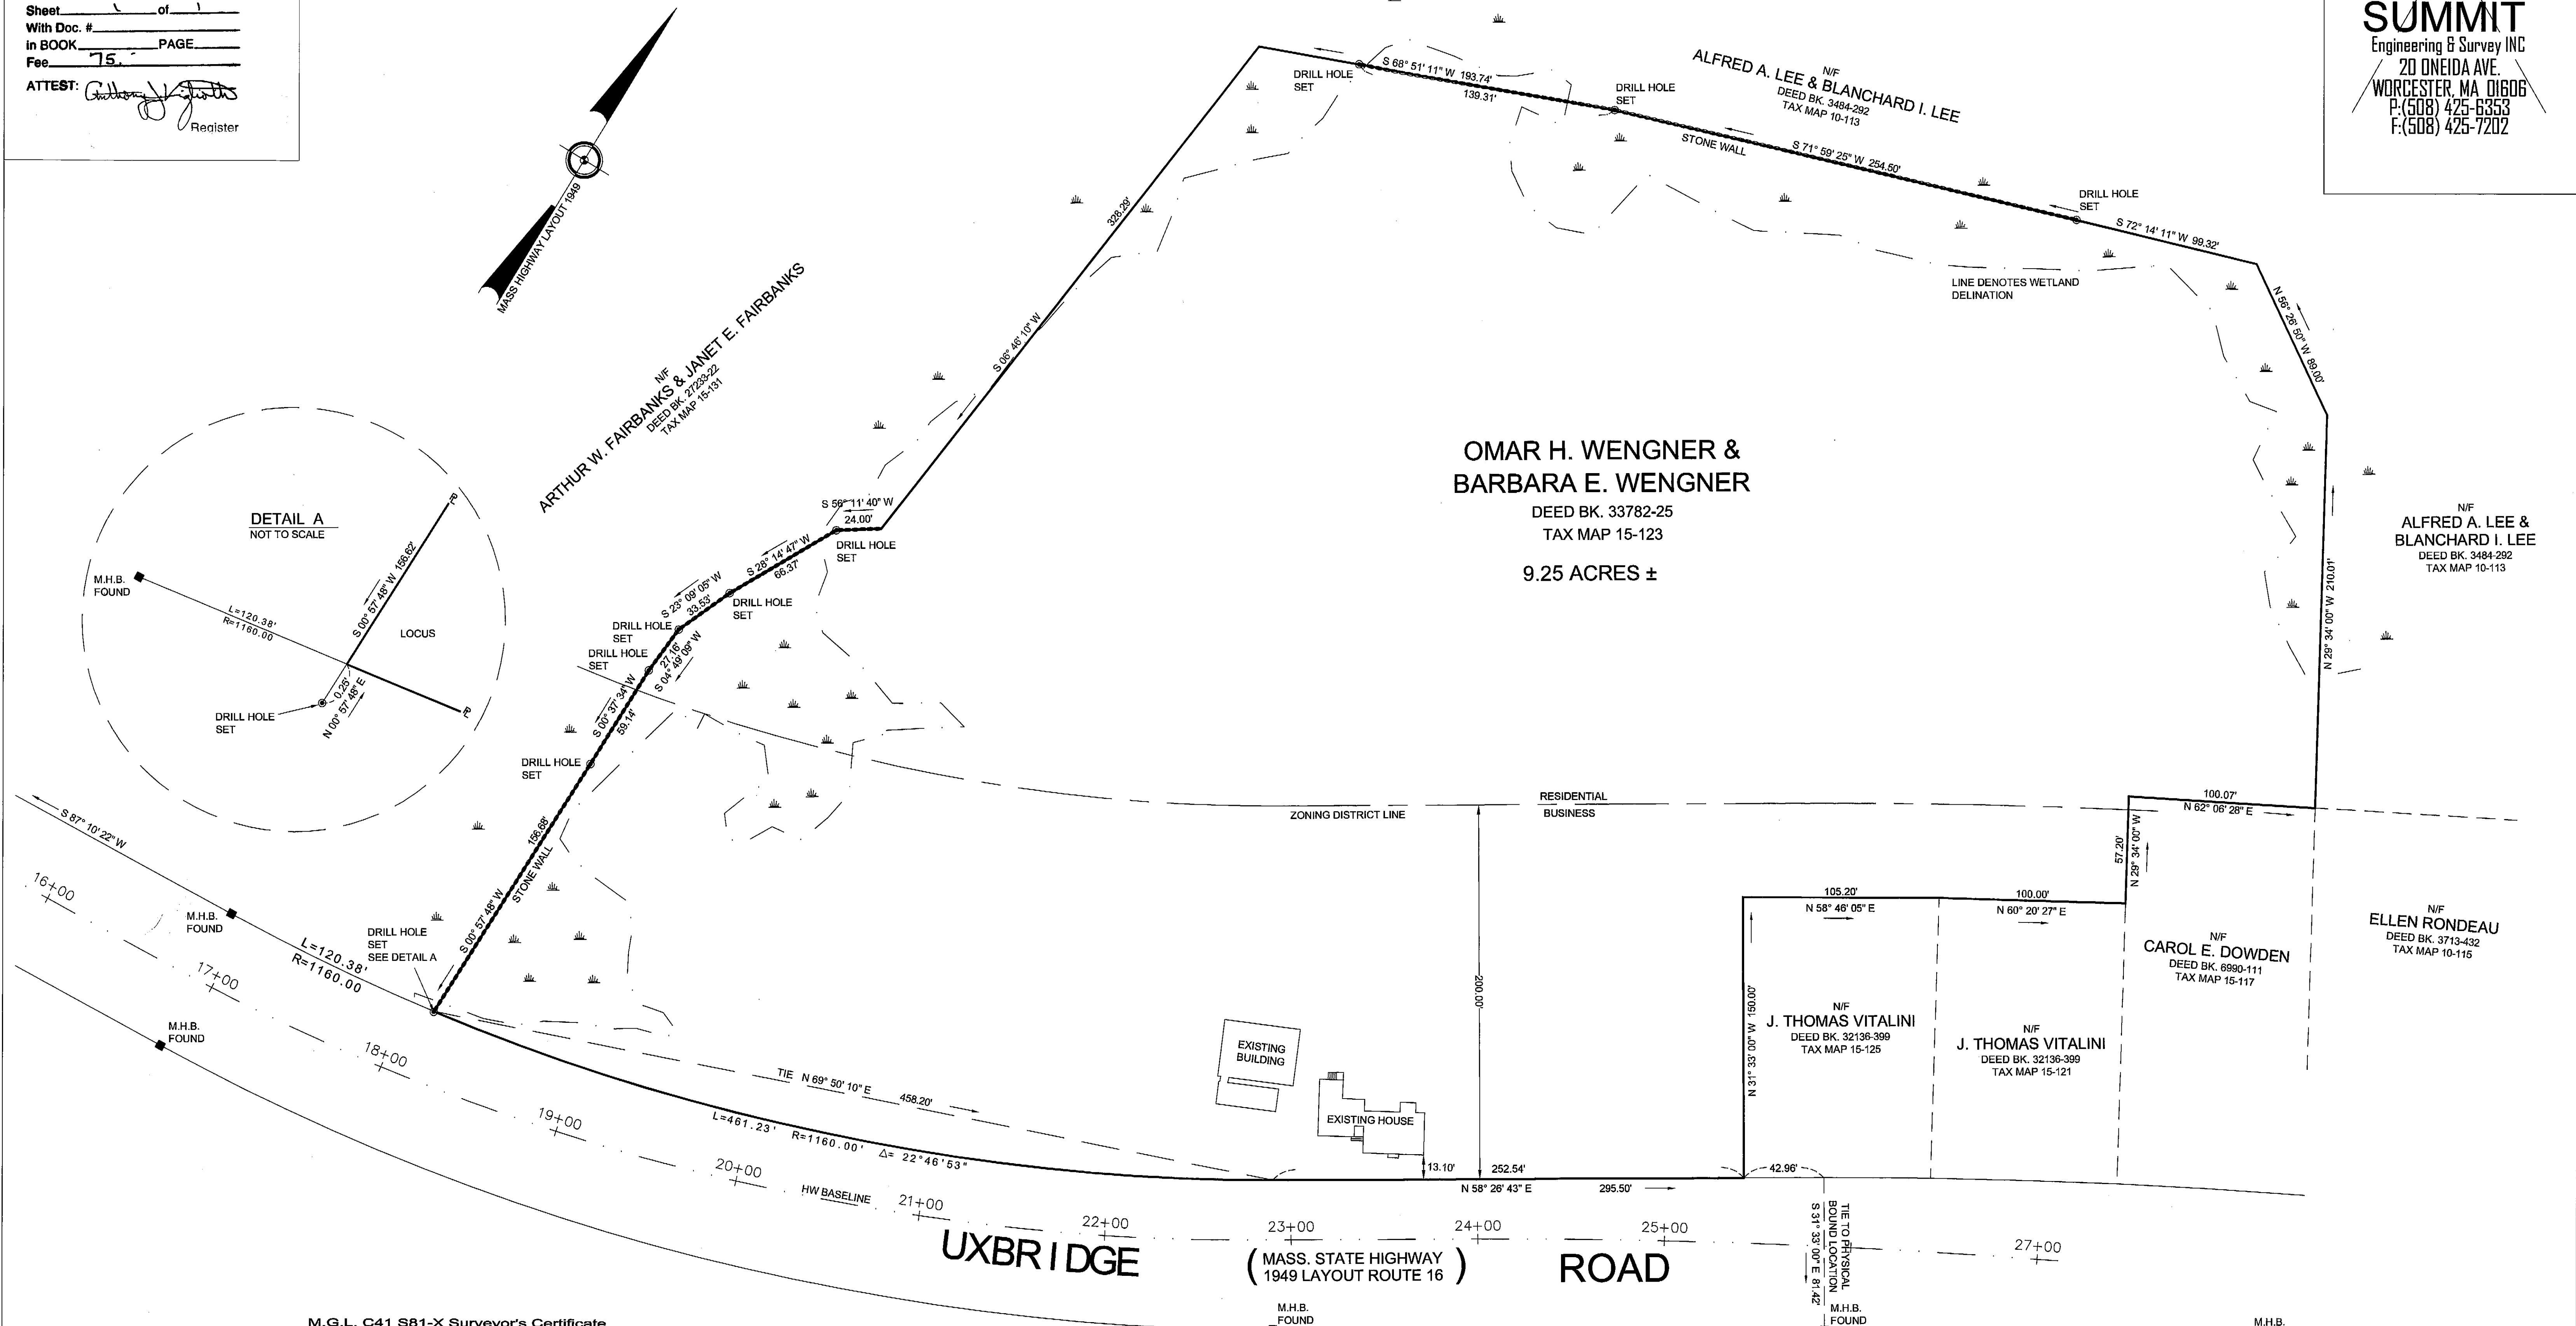 Sheet 1 of 1
With Doc. #
in BOOK PAGE
Fee 75.-
ATTEST:
Register
SUMMIT
Engineering & Survey INC
20 ONEIDA AVE.
WORCESTER, MA 01606
P:(508) 425-6353
F:(508) 425-7202
MASS HIGHWAY LAYOUT 1949
DRILL HOLE
SET
S 68° 51' 11" W 193.74'
139.31'
DRILL HOLE
SET
N/F
ALFRED A. LEE & BLANCHARD I. LEE
DEED BK. 3484-292
TAX MAP 10-113
STONE WALL
S 71° 59' 25" W 254.50'
DRILL HOLE
SET
S 72° 14' 11" W 99.32'
LINE DENOTES WETLAND
DELINATION
N 56° 26' 50" W 89.00'
328.29'
S 06° 46' 10" W
N/F
ARTHUR W. FAIRBANKS & JANET E. FAIRBANKS
DEED BK. 27233-22
TAX MAP 15-131
OMAR H. WENGNER &
BARBARA E. WENGNER
DEED BK. 33782-25
TAX MAP 15-123
9.25 ACRES ±
N/F
ALFRED A. LEE &
BLANCHARD I. LEE
DEED BK. 3484-292
TAX MAP 10-113
N 29° 34' 00" W 210.01'
DETAIL A
NOT TO SCALE
M.H.B.
FOUND
L=120.38'
R=1160.00
S 00° 57' 48" W 156.62'
LOCUS
0.25'
N 00° 57' 48" E
DRILL HOLE
SET
PL
PL
S 56° 11' 40" W
24.00'
DRILL HOLE
SET
S 28° 14' 47" W
66.37'
DRILL HOLE
SET
S 23° 09' 05" W
33.53'
DRILL HOLE
SET
27.16'
S 04° 49' 09" W
DRILL HOLE
SET
S 00° 37' 34" W
59.14'
DRILL HOLE
SET
156.68'
STONE WALL
S 00° 57' 48" W
DRILL HOLE
SET
SEE DETAIL A
S 87° 10' 22" W
M.H.B.
FOUND
L=120.38'
R=1160.00
M.H.B.
FOUND
RESIDENTIAL
ZONING DISTRICT LINE
BUSINESS
200.00'
100.07'
N 62° 06' 28" E
57.20'
N 29° 34' 00" W
105.20'
N 58° 46' 05" E
100.00'
N 60° 20' 27" E
N 31° 33' 00" W 150.00'
N/F
J. THOMAS VITALINI
DEED BK. 32136-399
TAX MAP 15-125
N/F
J. THOMAS VITALINI
DEED BK. 32136-399
TAX MAP 15-121
N/F
CAROL E. DOWDEN
DEED BK. 6990-111
TAX MAP 15-117
N/F
ELLEN RONDEAU
DEED BK. 3713-432
TAX MAP 10-115
EXISTING
BUILDING
EXISTING HOUSE
TIE N 69° 50' 10" E
458.20'
L=461.23' R=1160.00' Δ= 22°46'53"
13.10'
252.54'
42.96'
N 58° 26' 43" E
295.50'
16+00
17+00
18+00
19+00
20+00
HW BASELINE
21+00
22+00
23+00
24+00
25+00
27+00
UXBRIDGE
( MASS. STATE HIGHWAY
1949 LAYOUT ROUTE 16 )
ROAD
TIE TO PHYSICAL
BOUND LOCATION
S 31° 33' 00" E 81.42'
M.H.B.
FOUND
M.H.B.
FOUND
M.H.B.
M.G.L. C41 S81-X Surveyor's Certificate